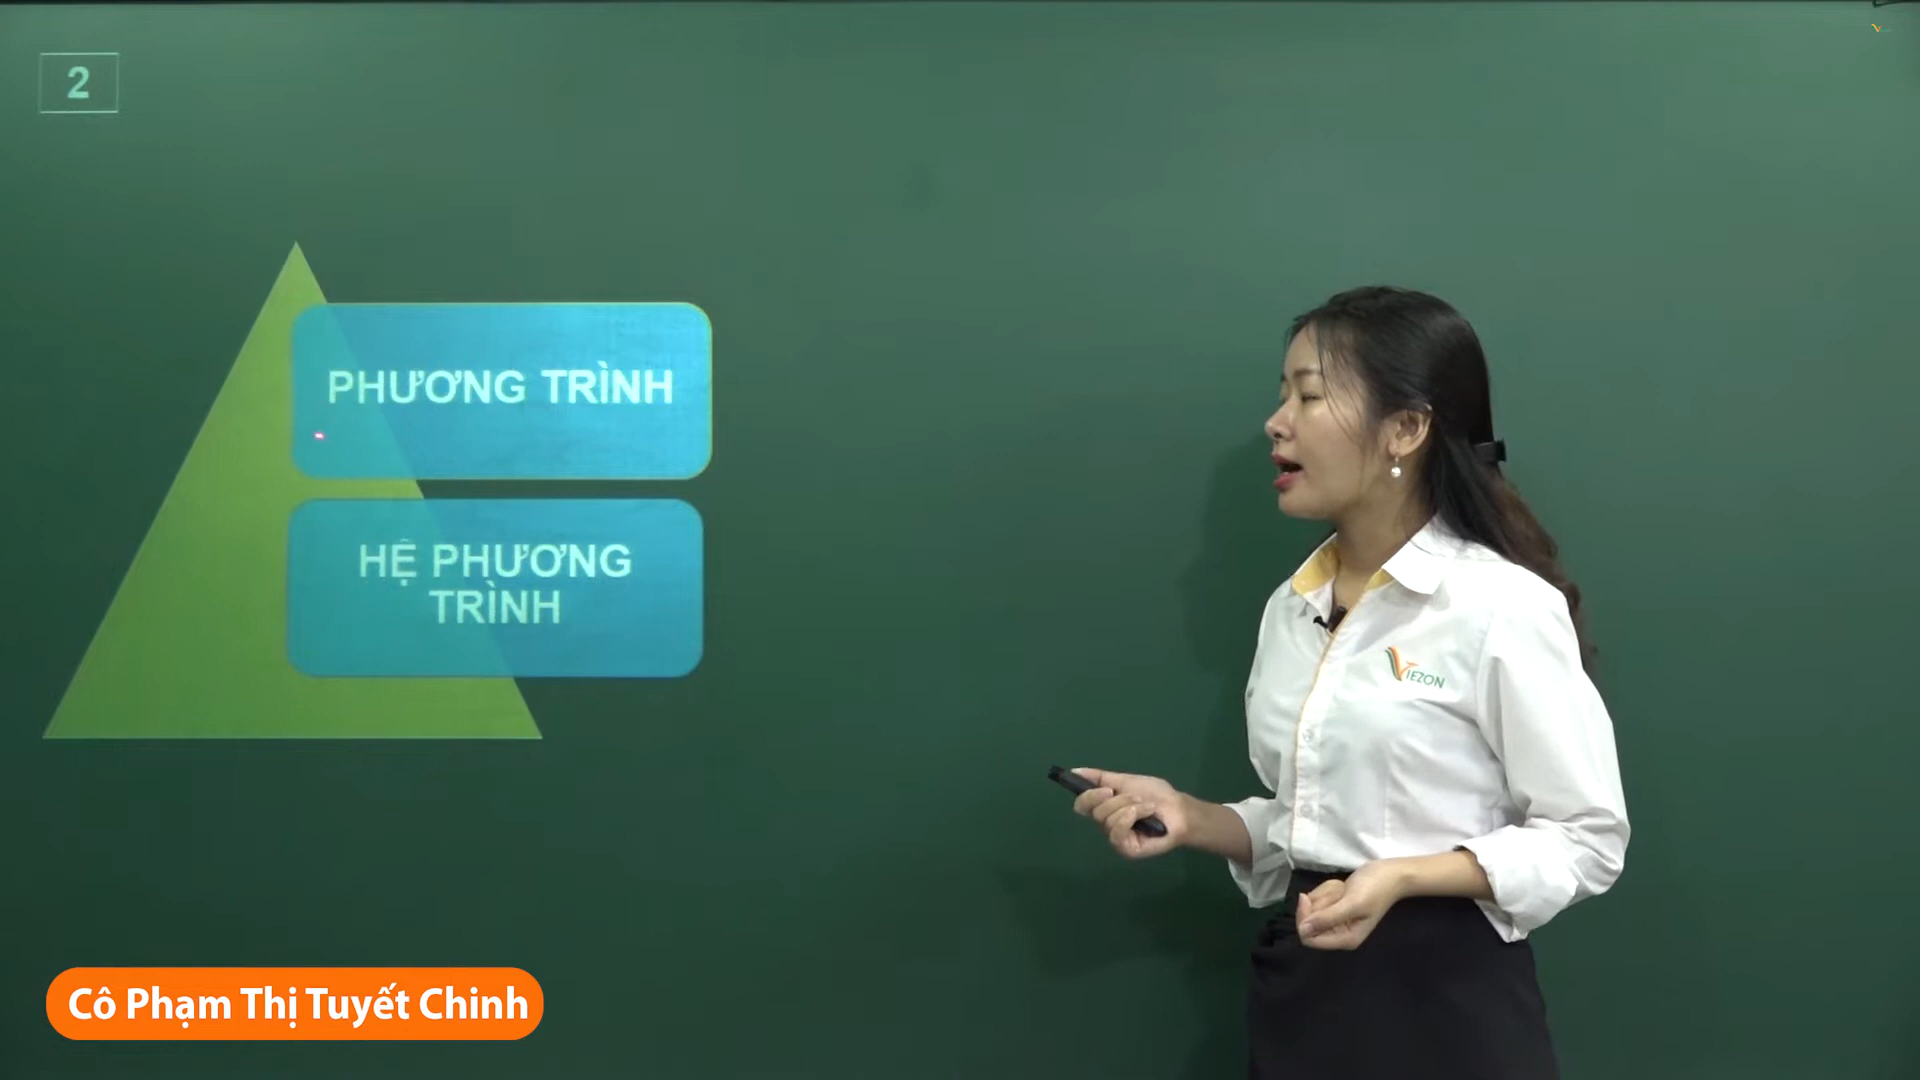 2
PHƯƠNG TRÌNH
HỆ PHƯƠNG
TRÌNH
VIEZON
Cô Phạm Thị Tuyết Chinh